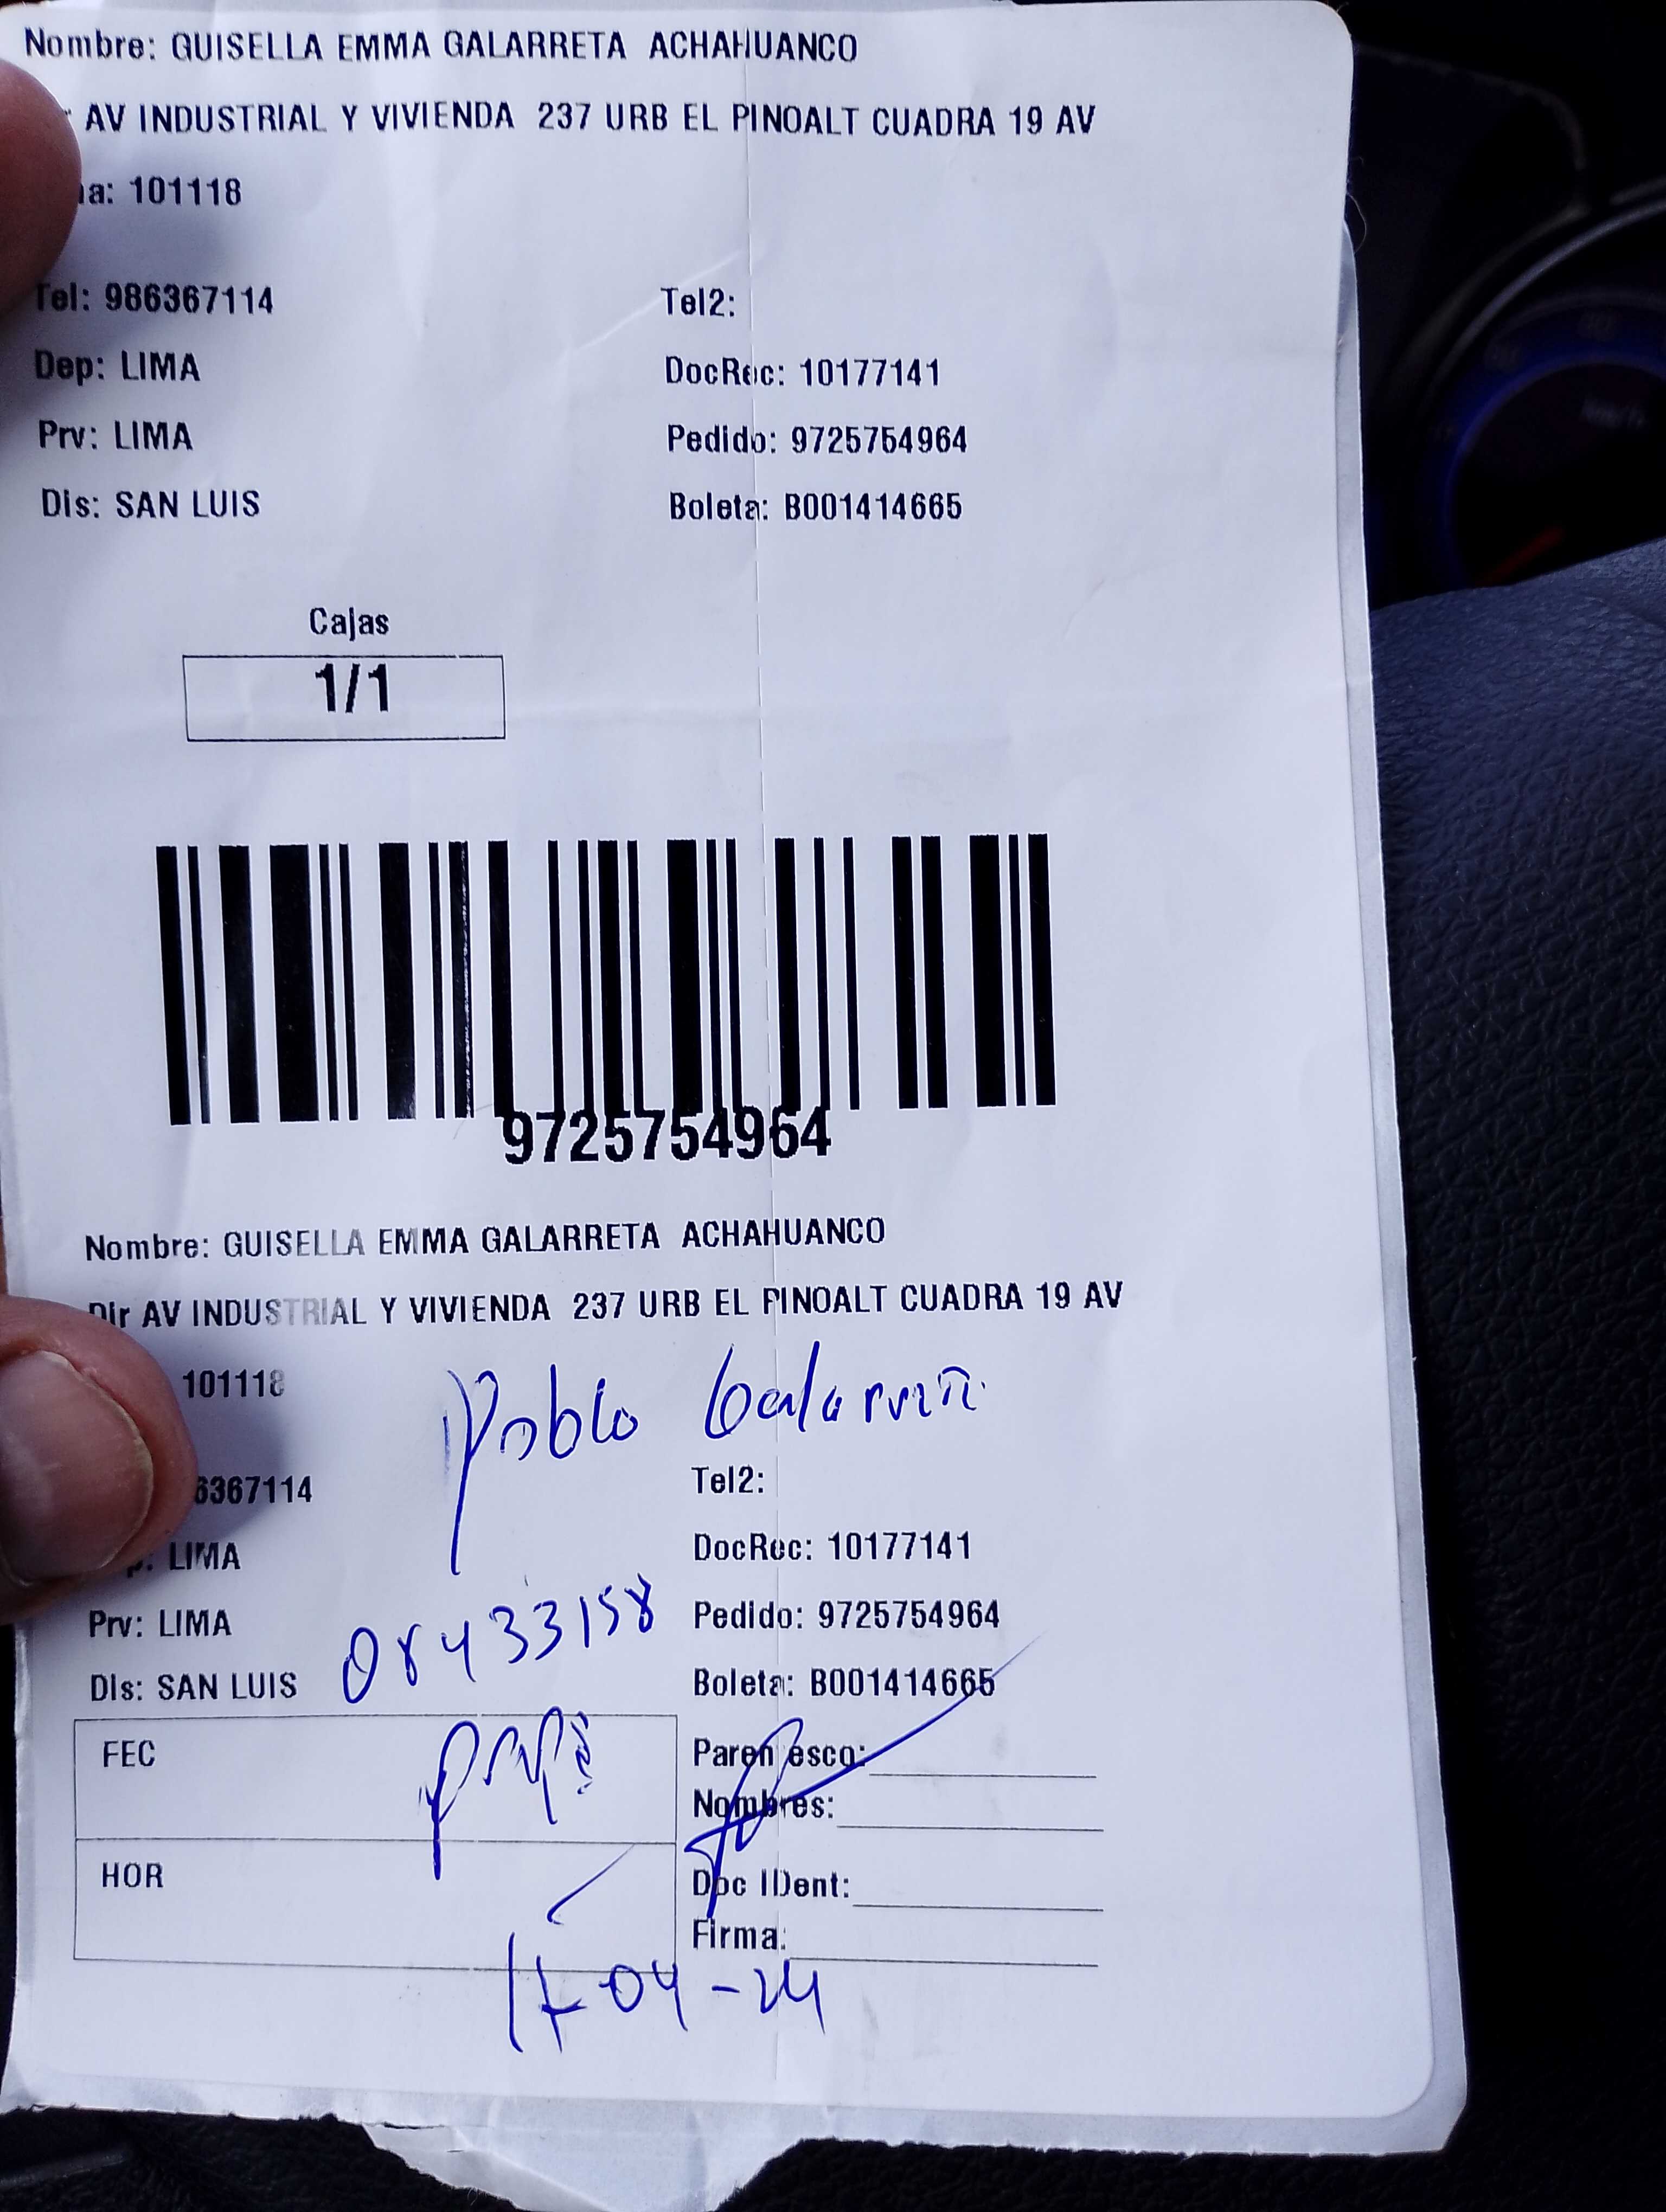 Nombre: GUISELLA EMMA GALARRETA ACHAHUANCO
AV INDUSTRIAL Y VIVIENDA 237 URB EL PINOALT CUADRA 19 AV
a: 101118
Tel: 986367114
Tel2:
Dep: LIMA
DocRec: 10177141
Prv: LIMA
Pedido: 9725754964
Dis: SAN LUIS
Boleta: B001414665
Cajas
1/1
9725754964
Nombre: GUISELLA EMMA GALARRETA ACHAHUANCO
Dir AV INDUSTRIAL Y VIVIENDA 237 URB EL PINOALT CUADRA 19 AV
101118
Pablo
6367114
Tel2:
: LIMA
DocRec: 10177141
Prv: LIMA
08433158
Pedido: 9725754964
Dis: SAN LUIS
Boleta: B001414665
FEC
papá
Parentesco:
Nombres:
HOR
Doc IDent:
Firma:
17-04-24